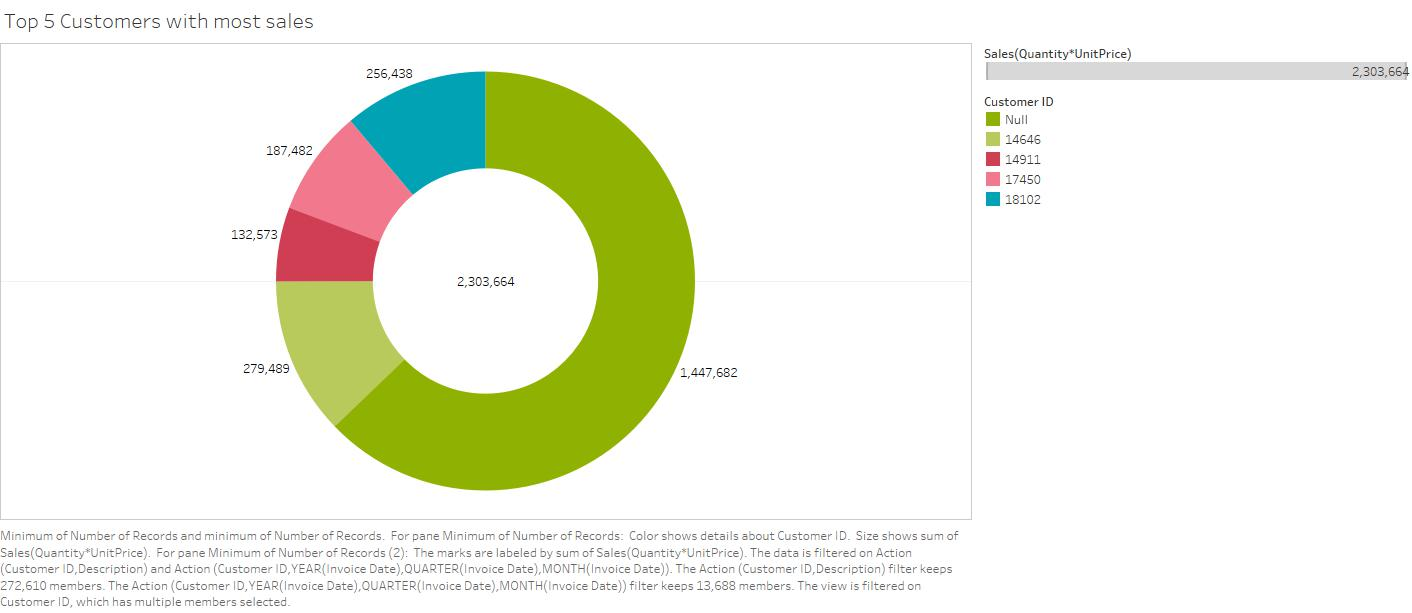 Top 5 Customers with most sales
256,438
187,482
132,573
2,303,664
279,489
1,447,682
Sales(Quantity*UnitPrice)
2,303,664
Customer ID
Null
14646
14911
17450
18102
Minimum of Number of Records and minimum of Number of Records.  For pane Minimum of Number of Records:  Color shows details about Customer ID.  Size shows sum of
Sales(Quantity*UnitPrice).  For pane Minimum of Number of Records (2):  The marks are labeled by sum of Sales(Quantity*UnitPrice). The data is filtered on Action
(Customer ID,Description) and Action (Customer ID,YEAR(Invoice Date),QUARTER(Invoice Date),MONTH(Invoice Date)). The Action (Customer ID,Description) filter keeps
272,610 members. The Action (Customer ID,YEAR(Invoice Date),QUARTER(Invoice Date),MONTH(Invoice Date)) filter keeps 13,688 members. The view is filtered on
Customer ID, which has multiple members selected.